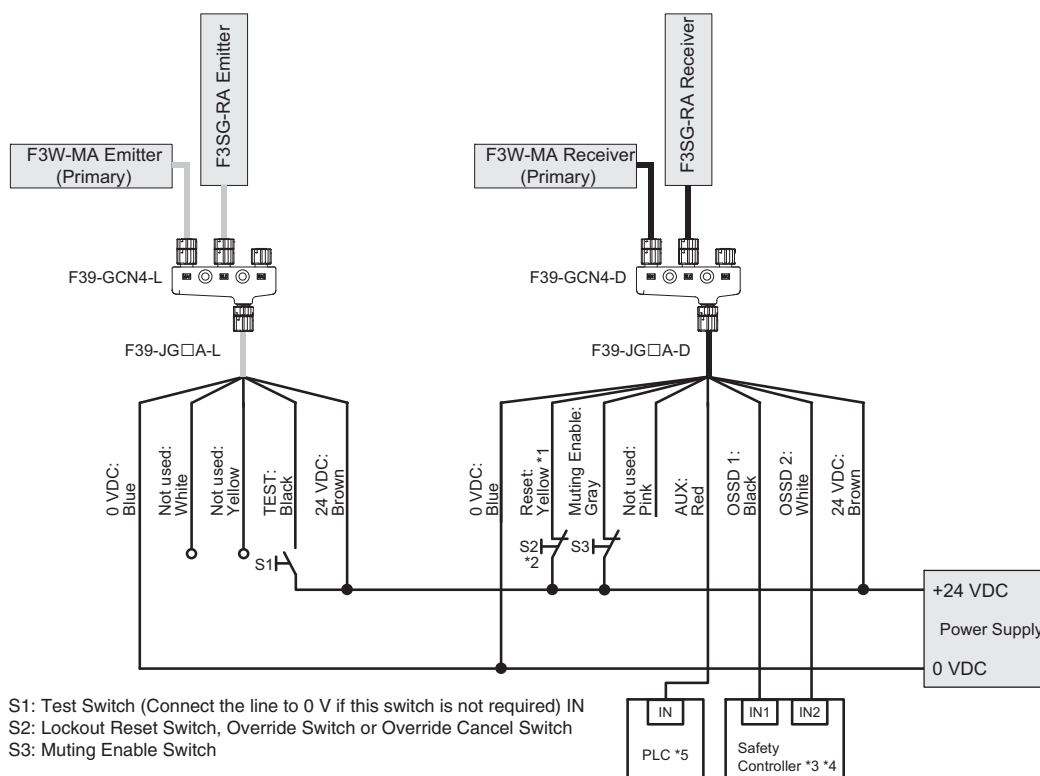 F3SG-RA Emitter
F3SG-RA Receiver
F3W-MA Emitter
(Primary)
F3W-MA Receiver
(Primary)
F39-GCN4-L
F39-GCN4-D
F39-JG□A-L
F39-JG□A-D
0 VDC:
Blue
Not used:
White
Not used:
Yellow
TEST:
Black
24 VDC:
Brown
0 VDC:
Blue
Reset:
Yellow *1
Muting Enable:
Gray
Not used:
Pink
AUX:
Red
OSSD 1:
Black
OSSD 2:
White
24 VDC:
Brown
S1
S2
*2
S3
+24 VDC
Power Supply
0 VDC
S1: Test Switch (Connect the line to 0 V if this switch is not required) IN
S2: Lockout Reset Switch, Override Switch or Override Cancel Switch
S3: Muting Enable Switch
IN
PLC *5
IN1
IN2
Safety
Controller *3 *4